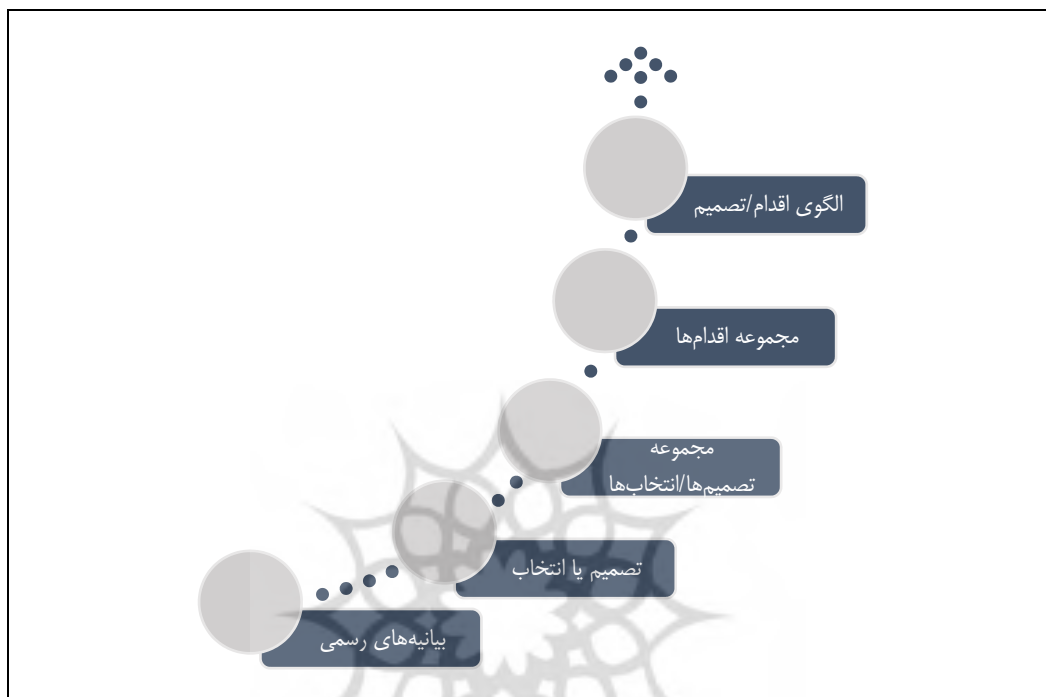 الگوی اقدام/تصمیم
مجموعه اقدام‌ها
مجموعه
تصمیم‌ها/انتخاب‌ها
تصمیم یا انتخاب
بیانیه‌های رسمی